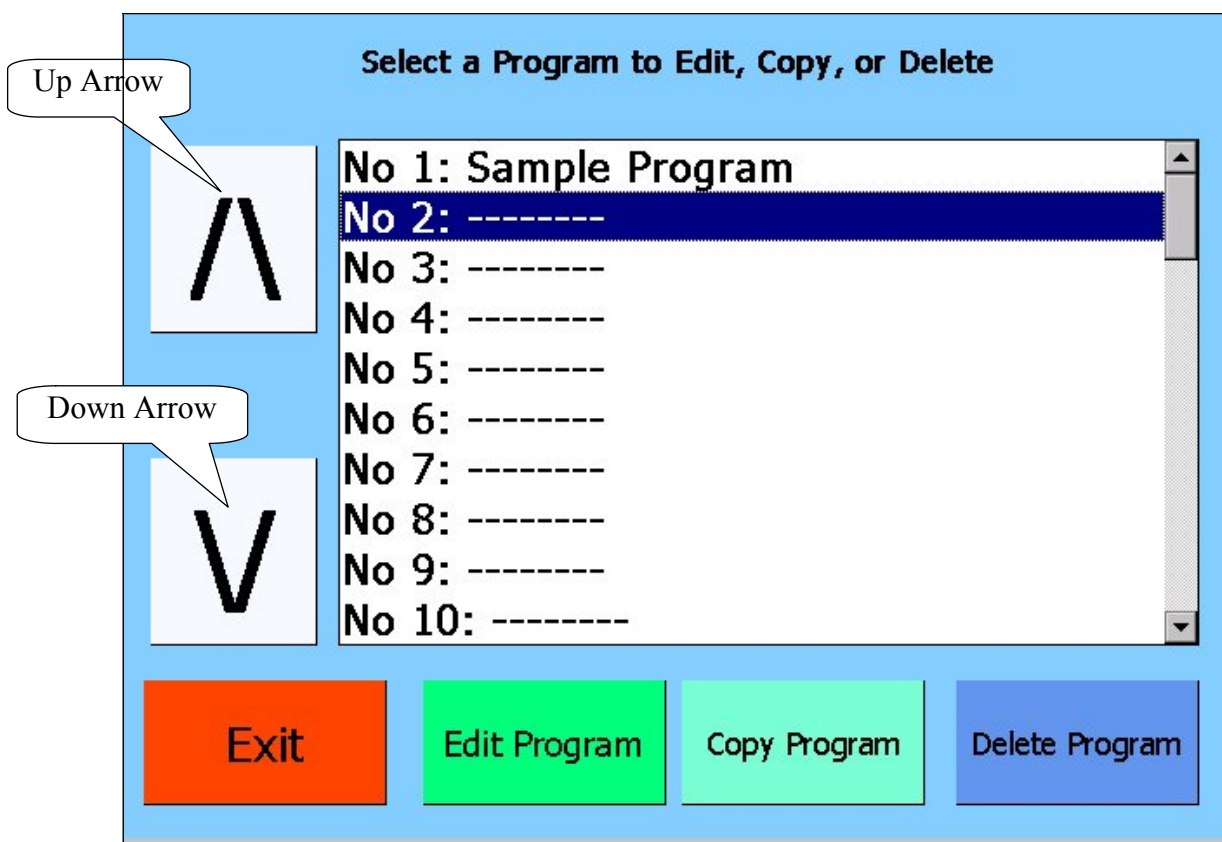 Select a Program to Edit, Copy, or Delete
Up Arrow
No 1: Sample Program
No 2: --------
No 3: --------
No 4: --------
No 5: --------
Down Arrow
No 6: --------
No 7: --------
No 8: --------
No 9: --------
No 10: --------
Exit
Edit Program
Copy Program
Delete Program